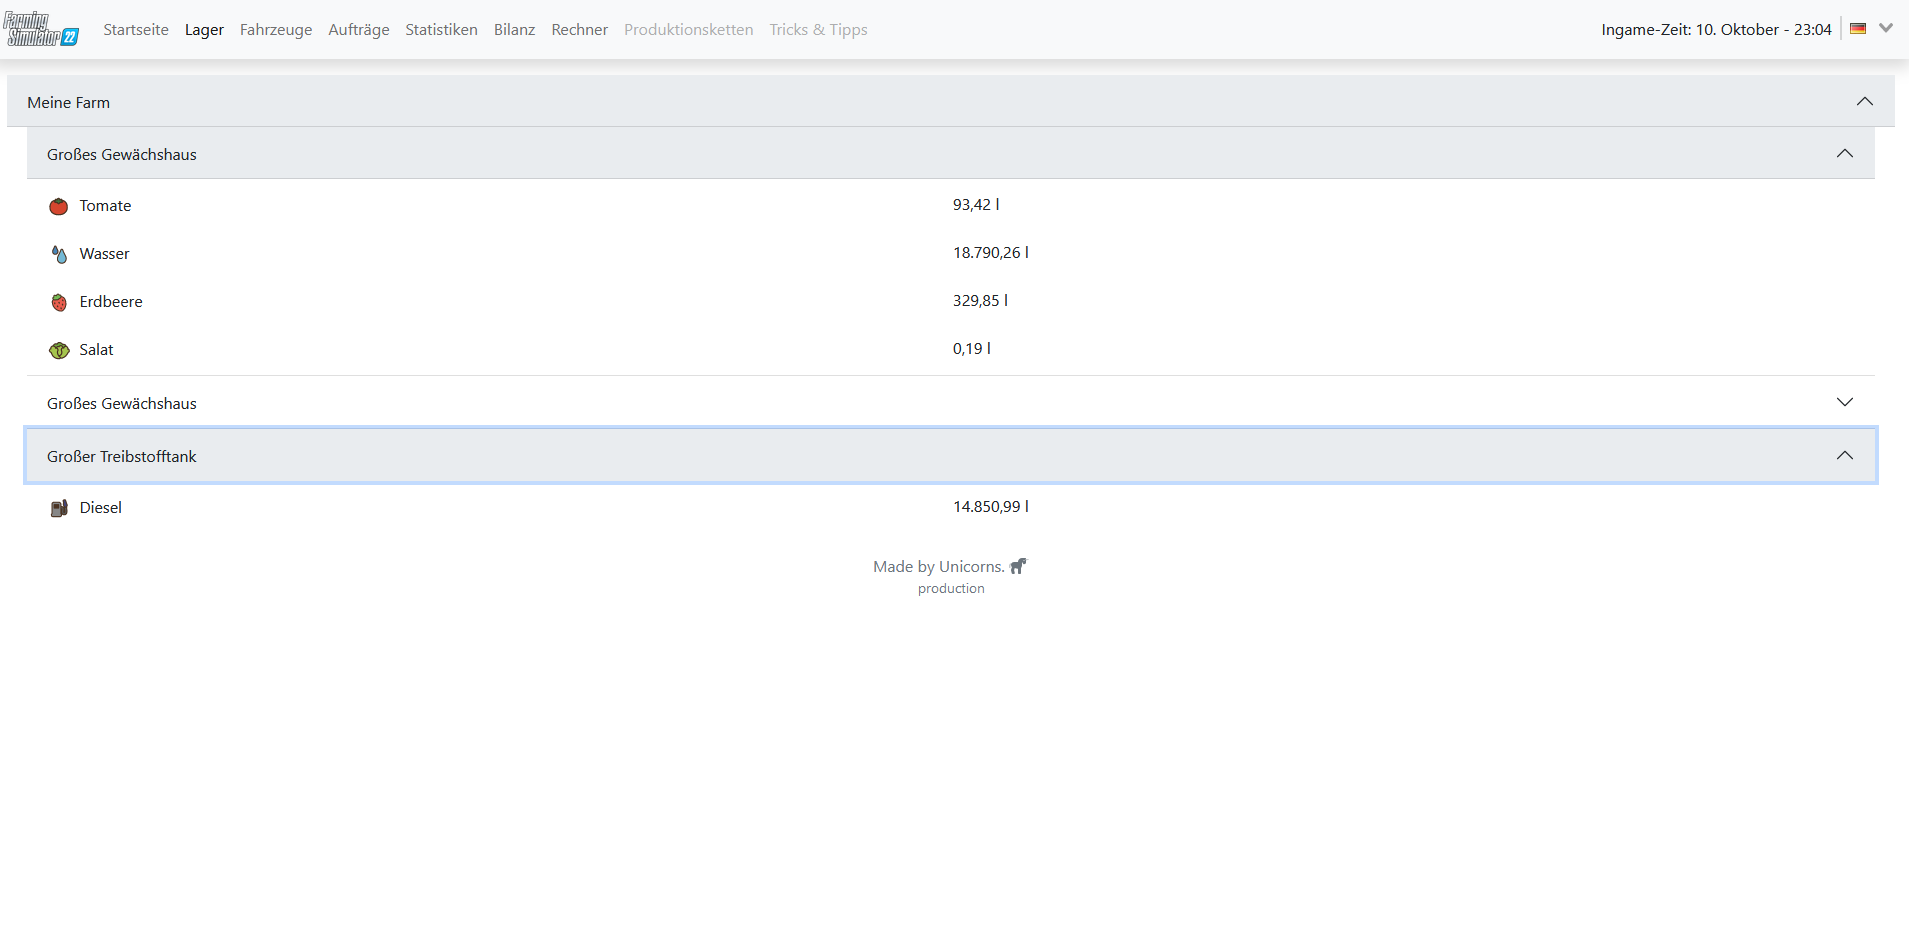 Farming Simulator 22
Startseite Lager Fahrzeuge Aufträge Statistiken Bilanz Rechner Produktionsketten Tricks & Tipps Ingame-Zeit: 10. Oktober - 23:04
Meine Farm
Großes Gewächshaus
Tomate 93,42 l
Wasser 18.790,26 l
Erdbeere 329,85 l
Salat 0,19 l
Großes Gewächshaus
Großer Treibstofftank
Diesel 14.850,99 l
Made by Unicorns.
production